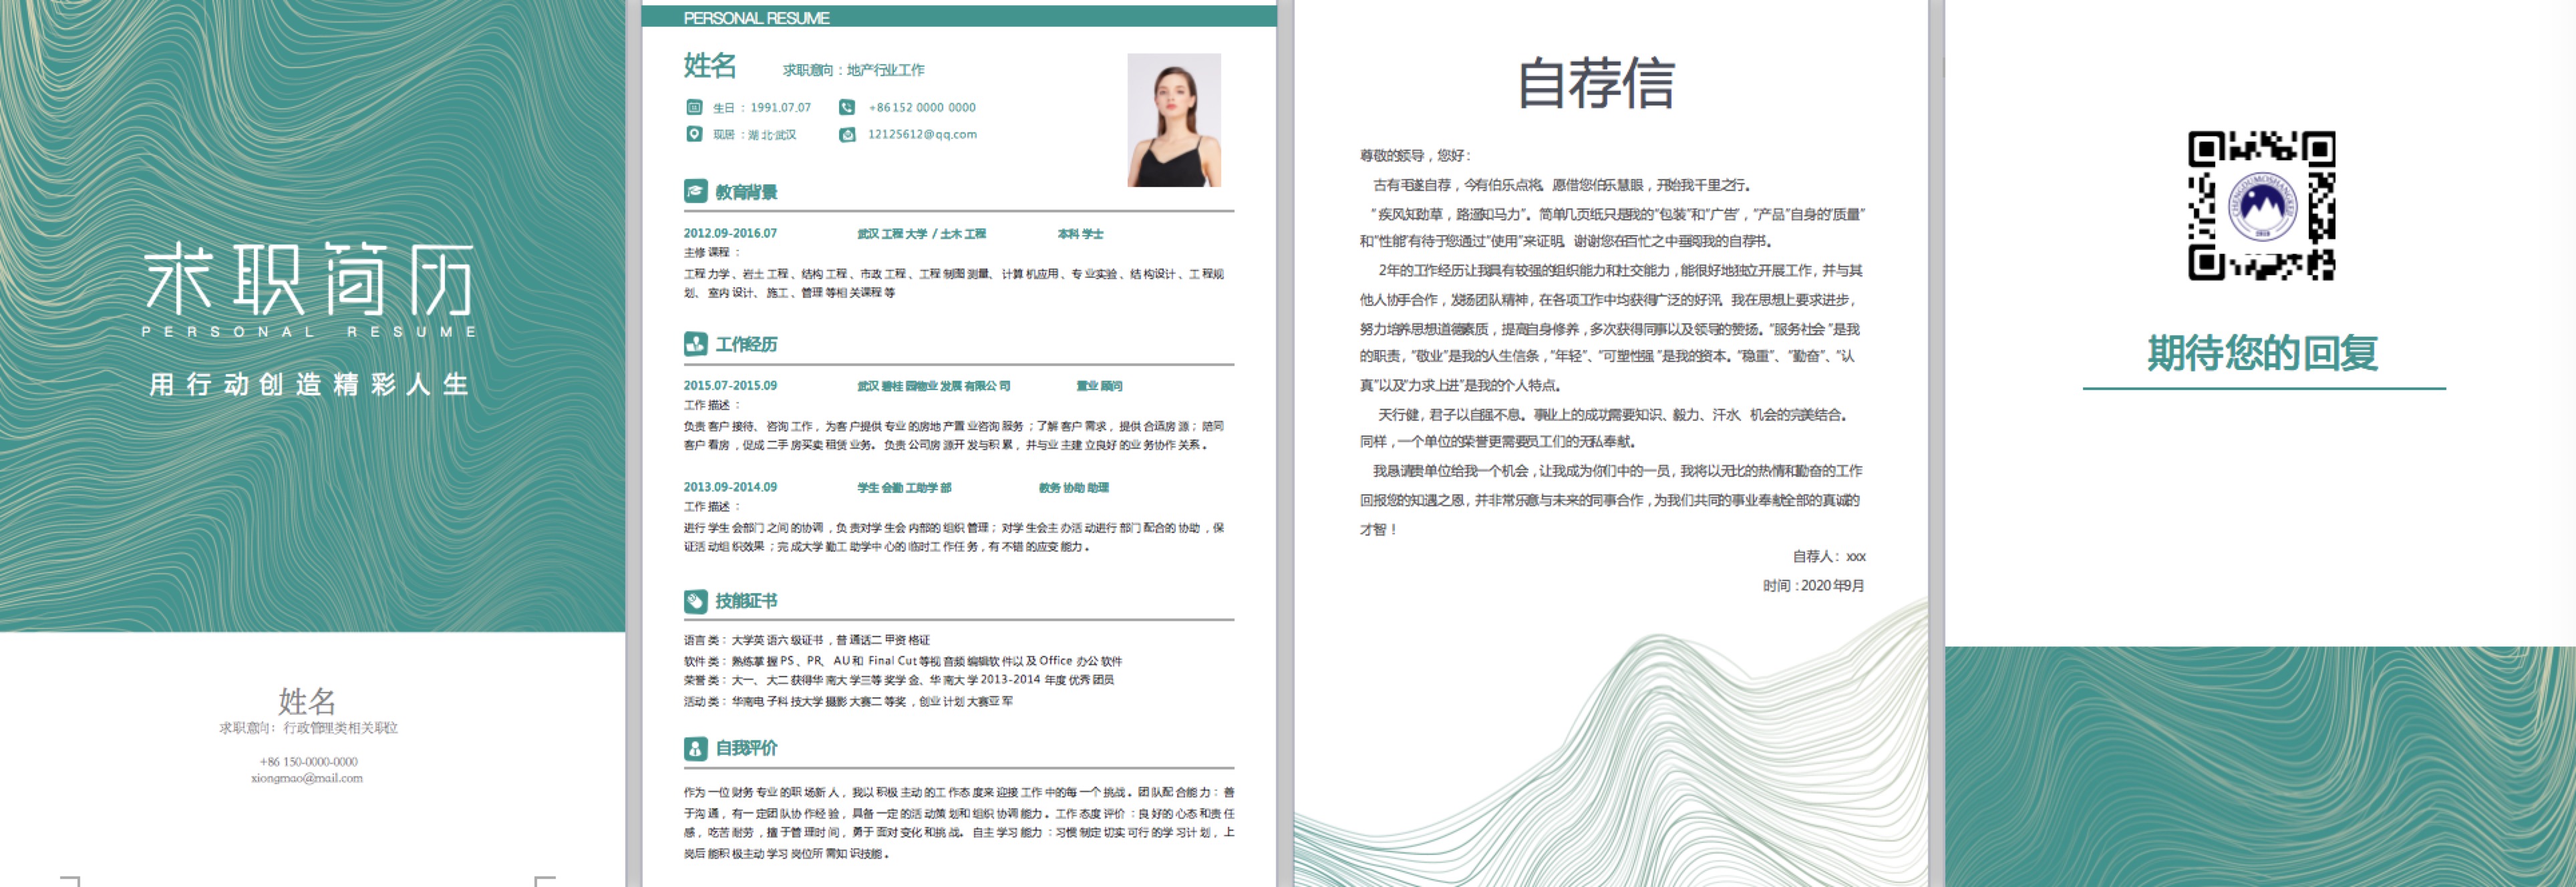 求职简历
PERSONAL RESUME
用行动创造精彩人生
姓名
求职意向：行政管理类相关职位
+86 150-0000-0000
xiongmao@mail.com
PERSONAL RESUME
姓名
求职意向：地产行业工作
生日：1991.07.07
+86 152 0000 0000
现居：湖北·武汉
12125612@qq.com
教育背景
2012.09-2016.07 武汉工程大学 / 土木工程 本科学士
主修课程：
工程力学、岩土工程、结构工程、市政工程、工程制图测量、计算机应用、专业实验、结构设计、工程规
划、室内设计、施工、管理等相关课程等
工作经历
2015.07-2015.09 武汉碧桂园物业发展有限公司 置业顾问
工作描述：
负责客户接待、咨询工作，为客户提供专业的房地产置业咨询服务；了解客户需求，提供合适房源；陪同
客户看房，促成二手房买卖租赁业务。负责公司房源开发与积累，并与业主建立良好的业务协作关系。
2013.09-2014.09 学生会勤工助学部 教务协助助理
工作描述：
进行学生会部门之间的协调，负责对学生会内部的组织管理；对学生会主办活动进行部门配合的协助，保
证活动组织效果；完成大学勤工助学中心的临时工作任务，有不错的应变能力。
技能证书
语言类：大学英语六级证书，普通话二甲资格证
软件类：熟练掌握PS、PR、AU和 Final Cut等视音频编辑软件以及Office 办公软件
荣誉类：大一、大二获得华南大学三等奖学金、华南大学2013-2014 年度优秀团员
活动类：华南电子科技大学摄影大赛二等奖，创业计划大赛亚军
自我评价
作为一位财务专业的职场新人，我以积极主动的工作态度来迎接工作中的每一个挑战。团队配合能力：善
于沟通，有一定团队协作经验，具备一定的活动策划和组织协调能力。工作态度评价：良好的心态和责任
感，吃苦耐劳，擅于管理时间，勇于面对变化和挑战。自主学习能力：习惯制定切实可行的学习计划，上
岗后能积极主动学习岗位所需知识技能。
自荐信
尊敬的领导，您好：
古有毛遂自荐，今有伯乐点将。愿借您伯乐慧眼，开始我千里之行。
“疾风知劲草，路遥知马力”。简单几页纸只是我的“包装”和“广告”，“产品”自身的“质量”
和“性能”有待于您通过“使用”来证明。谢谢您在百忙之中垂阅我的自荐书。
2年的工作经历让我具有较强的组织能力和社交能力，能很好地独立开展工作，并与其
他人协手合作，发扬团队精神，在各项工作中均获得广泛的好评。我在思想上要求进步，
努力培养思想道德素质，提高自身修养，多次获得同事以及领导的赞扬。“服务社会”是我
的职责，“敬业”是我的人生信条，“年轻”、“可塑性强”是我的资本。“稳重”、“勤奋”、“认
真”以及“力求上进”是我的个人特点。
天行健，君子以自强不息。事业上的成功需要知识、毅力、汗水、机会的完美结合。
同样，一个单位的荣誉更需要员工们的无私奉献。
我恳请贵单位给我一个机会，让我成为你们中的一员，我将以无比的热情和勤奋的工作
回报您的知遇之恩，并非常乐意与未来的同事合作，为我们共同的事业奉献全部的真诚的
才智！
自荐人：xxx
时间：2020年9月
CHENGDUMOSHANGKEJI
期待您的回复